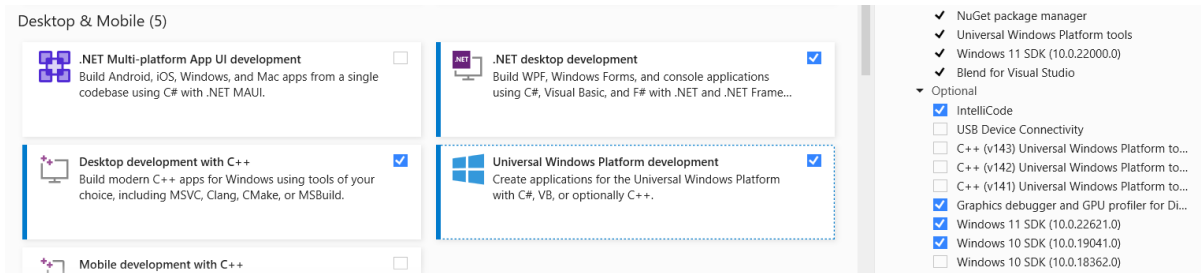 Desktop & Mobile (5)
.NET Multi-platform App UI development
Build Android, iOS, Windows, and Mac apps from a single
codebase using C# with .NET MAUI.
.NET
.NET desktop development
Build WPF, Windows Forms, and console applications
using C#, Visual Basic, and F# with .NET and .NET Frame...
Desktop development with C++
Build modern C++ apps for Windows using tools of your
choice, including MSVC, Clang, CMake, or MSBuild.
Universal Windows Platform development
Create applications for the Universal Windows Platform
with C#, VB, or optionally C++.
Mobile development with C++
NuGet package manager
Universal Windows Platform tools
Windows 11 SDK (10.0.22000.0)
Blend for Visual Studio
Optional
IntelliCode
USB Device Connectivity
C++ (v143) Universal Windows Platform to...
C++ (v142) Universal Windows Platform to...
C++ (v141) Universal Windows Platform to...
Graphics debugger and GPU profiler for Di...
Windows 11 SDK (10.0.22621.0)
Windows 10 SDK (10.0.19041.0)
Windows 10 SDK (10.0.18362.0)